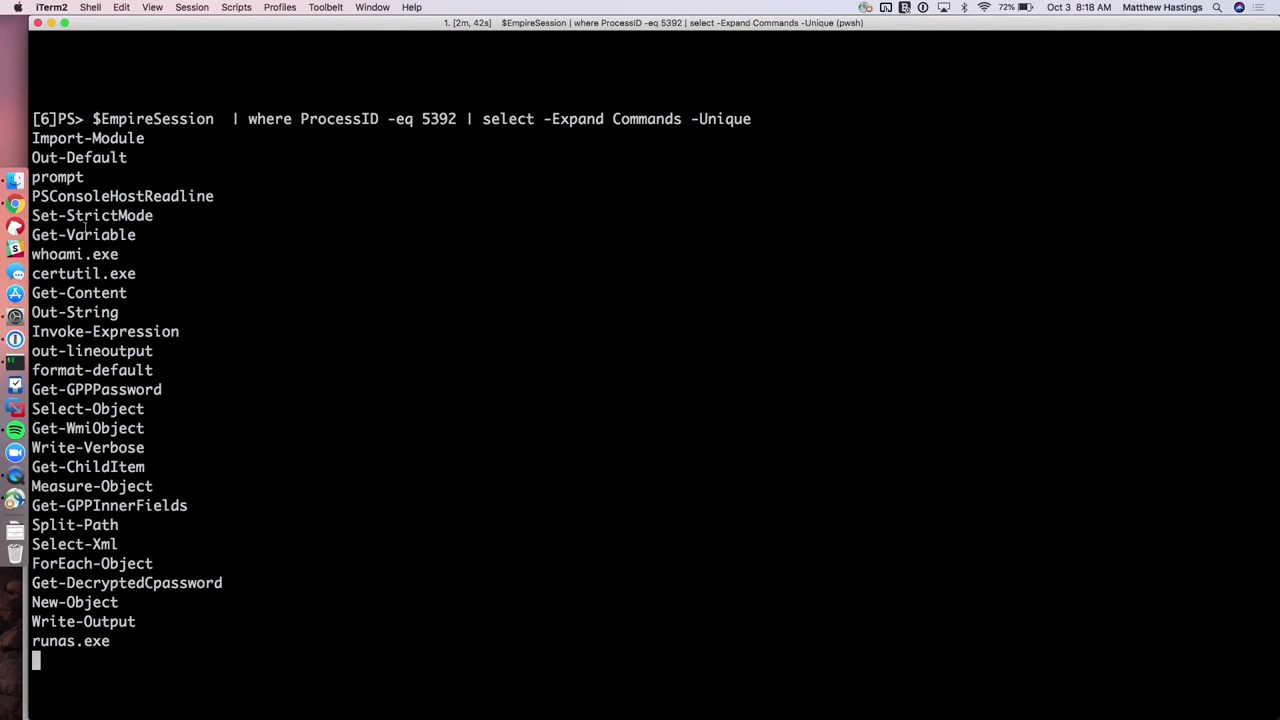 iTerm2 Shell Edit View Session Scripts Profiles Toolbelt Window Help 72% Oct 3 8:18 AM Matthew Hastings
1. [2m, 42s] $EmpireSession | where ProcessID -eq 5392 | select -Expand Commands -Unique (pwsh)
[6]PS> $EmpireSession  | where ProcessID -eq 5392 | select -Expand Commands -Unique
Import-Module
Out-Default
prompt
PSConsoleHostReadline
Set-StrictMode
Get-Variable
whoami.exe
certutil.exe
Get-Content
Out-String
Invoke-Expression
out-lineoutput
format-default
Get-GPPPassword
Select-Object
Get-WmiObject
Write-Verbose
Get-ChildItem
Measure-Object
Get-GPPInnerFields
Split-Path
Select-Xml
ForEach-Object
Get-DecryptedCpassword
New-Object
Write-Output
runas.exe